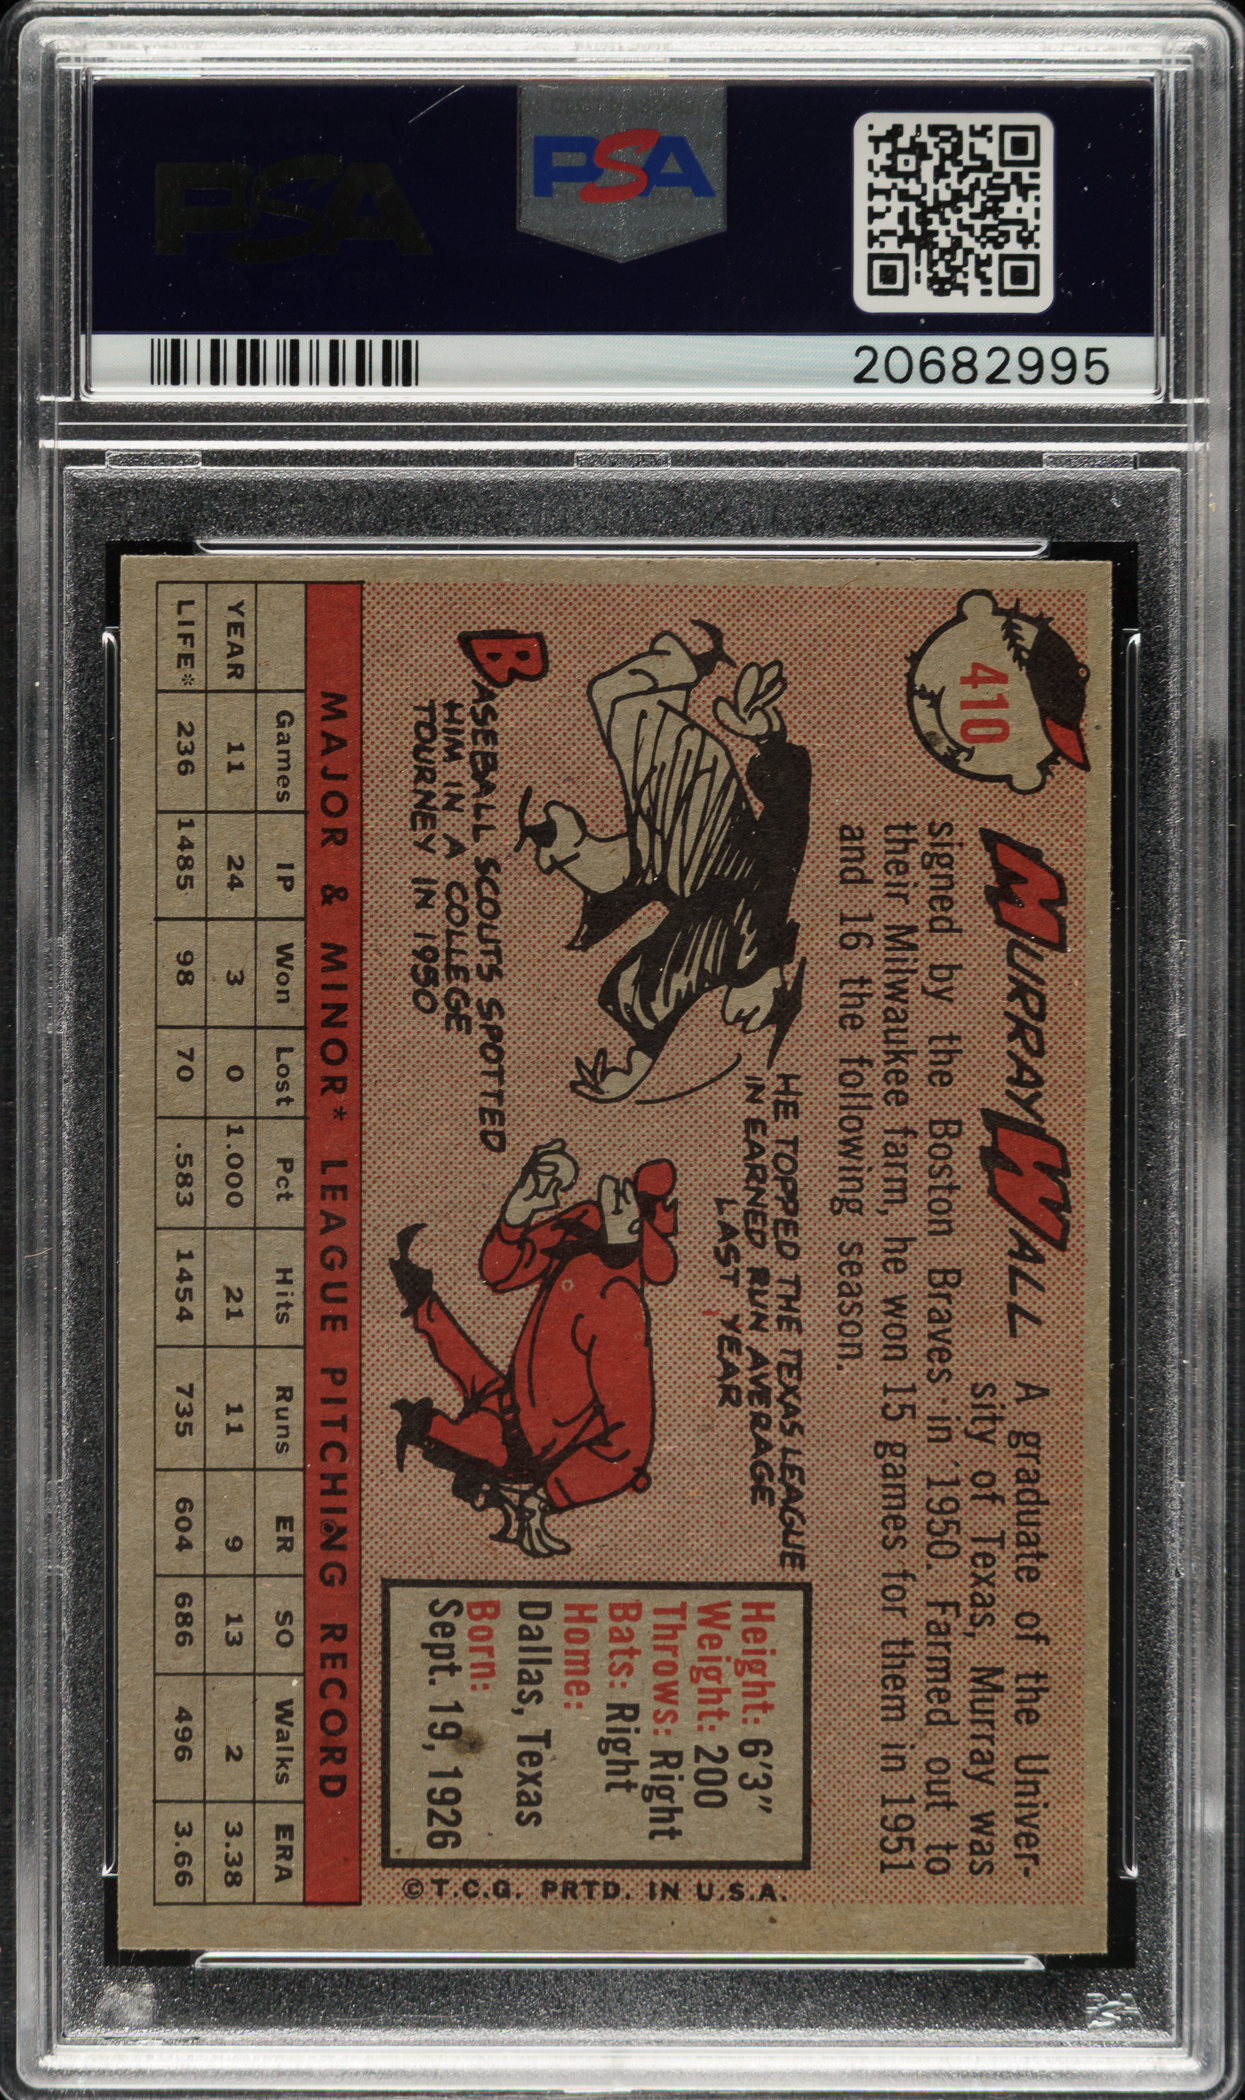 PSA
PSA
20682995
410
MURRAY WALL A graduate of the Univer-
sity of Texas, Murray was
signed by the Boston Braves in 1950. Farmed out to
their Milwaukee farm, he won 15 games for them in 1951
and 16 the following season.
HE TOPPED THE TEXAS LEAGUE
IN EARNED RUN AVERAGE
LAST YEAR
BASEBALL SCOUTS SPOTTED
HIM IN A COLLEGE
TOURNEY IN 1950
Height: 6'3"
Weight: 200
Throws: Right
Bats: Right
Home:
Dallas, Texas
Born:
Sept. 19, 1926
© T.C.G. PRTD. IN U.S.A.
MAJOR & MINOR* LEAGUE PITCHING RECORD
Games IP Won Lost Pct Hits Runs ER SO Walks ERA
YEAR 11 24 3 0 1.000 21 11 9 13 2 3.38
LIFE* 236 1485 98 70 .583 1454 735 604 686 496 3.66
PSA